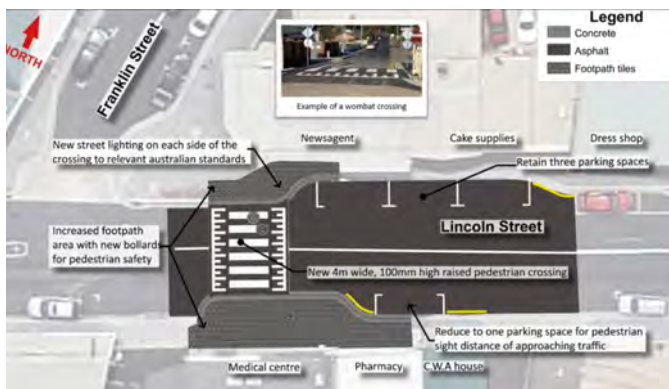 Legend
Concrete
Asphalt
Footpath tiles
NORTH
Franklin Street
Example of a wombat crossing
New street lighting on each side of the
crossing to relevant australian standards
Newsagent
Cake supplies
Dress shop
Retain three parking spaces
Increased footpath
area with new bollards
for pedestrian safety
Lincoln Street
New 4m wide, 100mm high raised pedestrian crossing
Reduce to one parking space for pedestrian
sight distance of approaching traffic
Medical centre
Pharmacy
C.W.A house